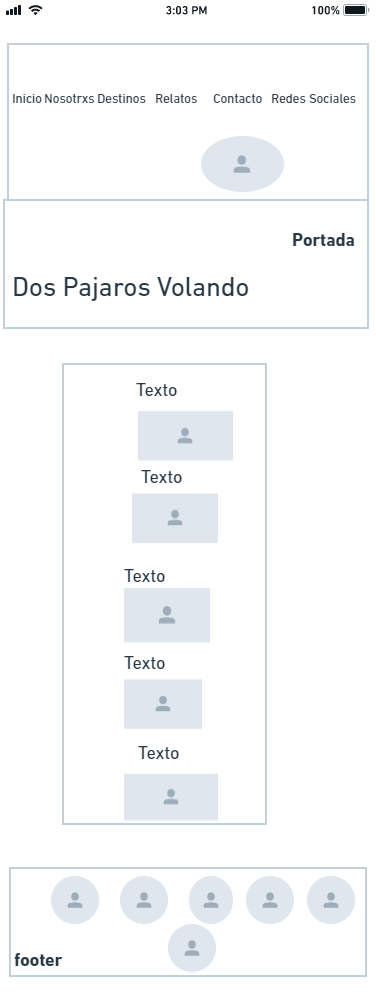 3:03 PM 100%
Inicio Nosotrxs Destinos Relatos Contacto Redes Sociales
Portada
Dos Pajaros Volando
Texto
Texto
Texto
Texto
Texto
footer